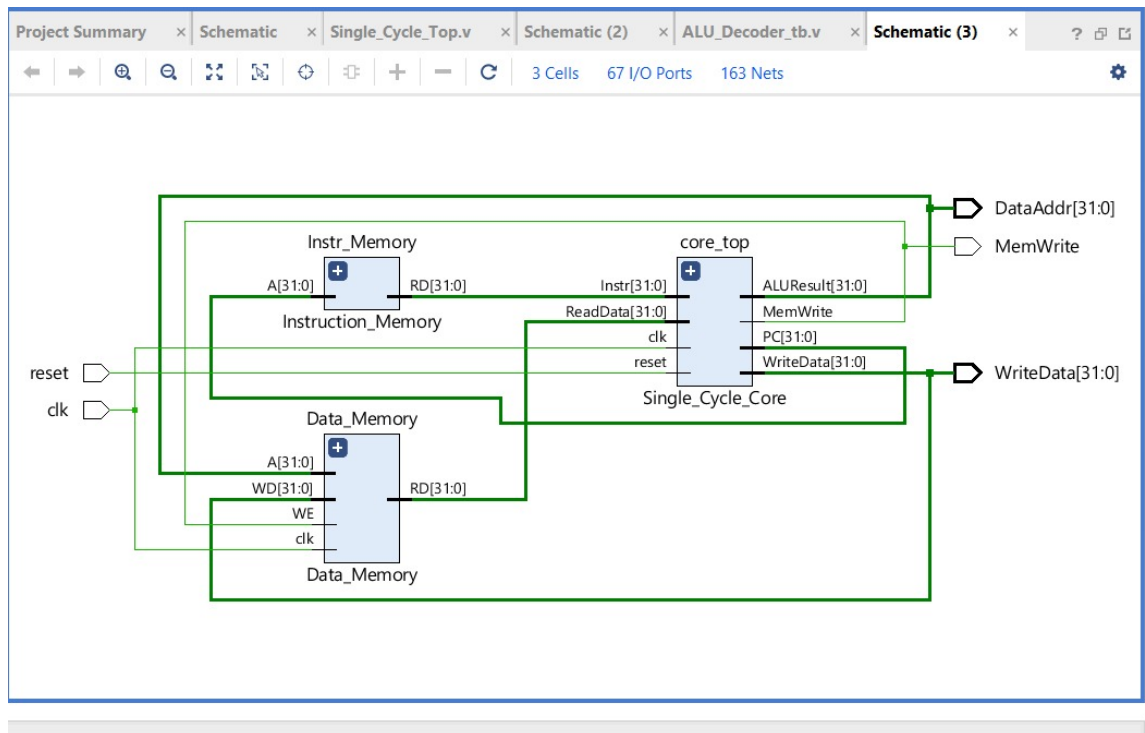 Project Summary × Schematic × Single_Cycle_Top.v × Schematic (2) × ALU_Decoder_tb.v × Schematic (3) × ?
3 Cells 67 I/O Ports 163 Nets
DataAddr[31:0]
Instr_Memory core_top
MemWrite
A[31:0] RD[31:0] Instr[31:0] ALUResult[31:0]
ReadData[31:0] MemWrite
Instruction_Memory
clk PC[31:0]
reset WriteData[31:0]
reset WriteData[31:0]
Single_Cycle_Core
clk
Data_Memory
A[31:0]
WD[31:0] RD[31:0]
WE
clk
Data_Memory